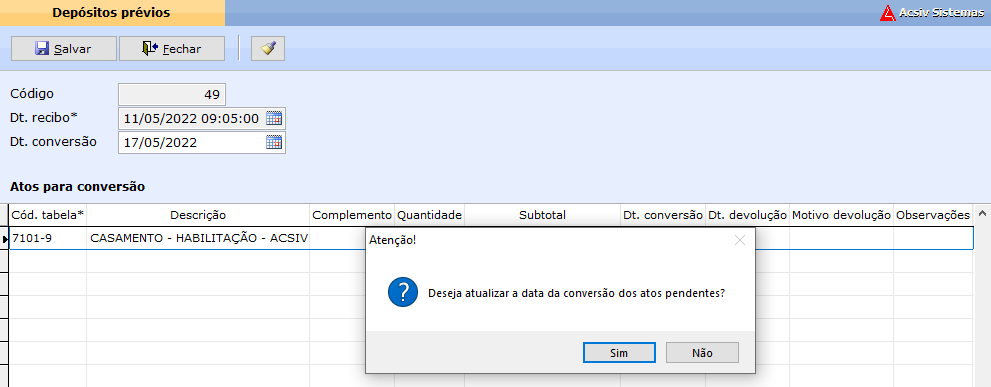 Depósitos prévios
Acsiv Sistemas
Salvar Fechar
Código 49
Dt. recibo* 11/05/2022 09:05:00
Dt. conversão 17/05/2022
Atos para conversão
Cód. tabela* Descrição Complemento Quantidade Subtotal Dt. conversão Dt. devolução Motivo devolução Observações
7101-9 CASAMENTO - HABILITAÇÃO - ACSIV
Atenção!
Deseja atualizar a data da conversão dos atos pendentes?
Sim Não